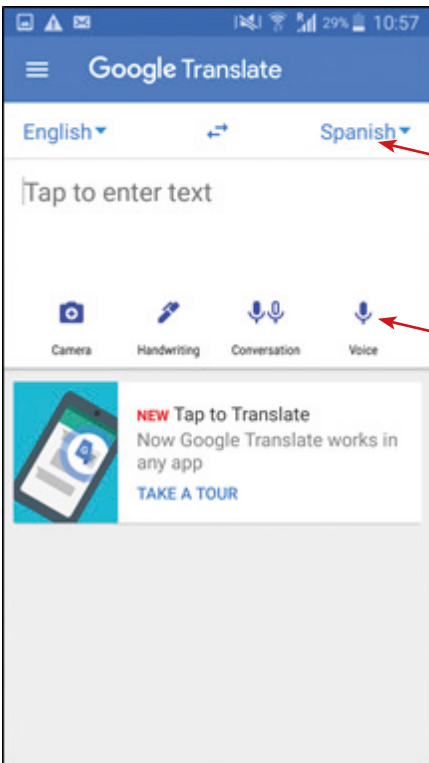 29% 10:57
Google Translate
English Spanish
Tap to enter text
Camera Handwriting Conversation Voice
NEW Tap to Translate
Now Google Translate works in
any app
TAKE A TOUR